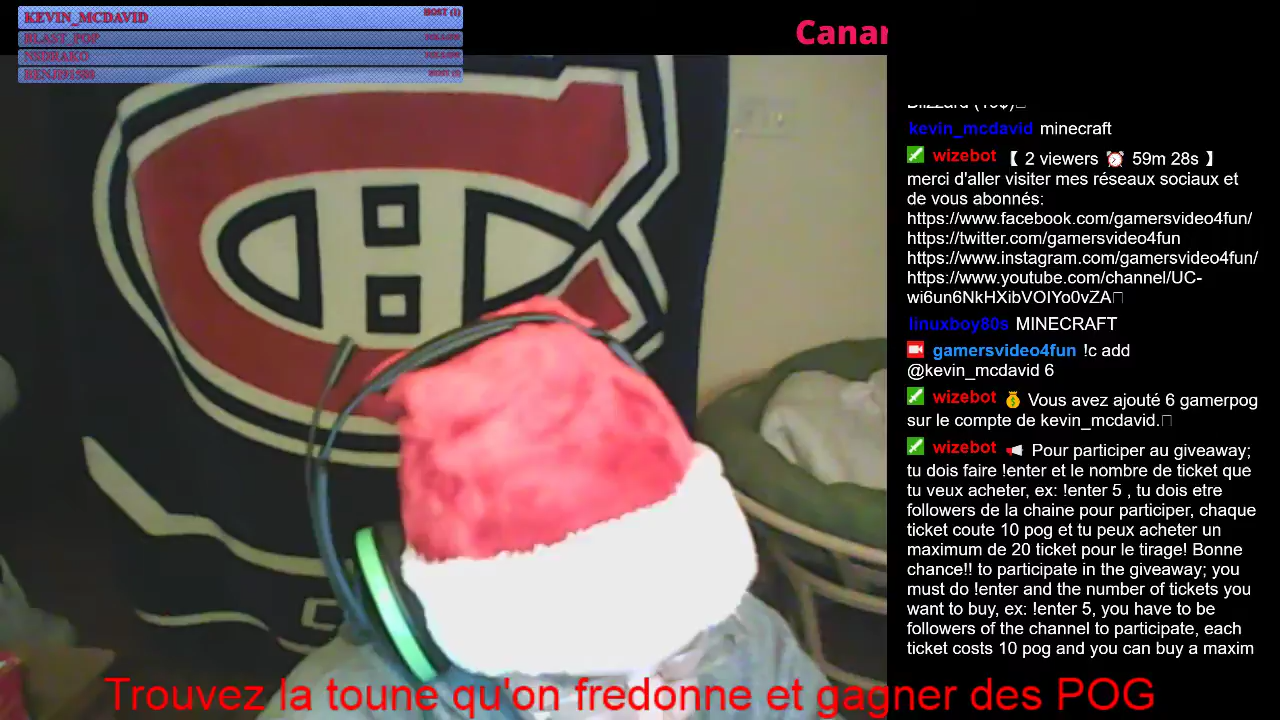 KEVIN_MCDAVID HOST (1)
BLAST_POP
NSDRAKO
BENJI91580 HOST (1)
Canar
Blizzard (10$)
kevin_mcdavid minecraft
wizebot 【 2 viewers ⏰ 59m 28s 】
merci d'aller visiter mes réseaux sociaux et
de vous abonnés:
https://www.facebook.com/gamersvideo4fun/
https://twitter.com/gamersvideo4fun
https://www.instagram.com/gamersvideo4fun/
https://www.youtube.com/channel/UC-
wi6un6NkHXibVOIYo0vZA
linuxboy80s MINECRAFT
gamersvideo4fun !c add
@kevin_mcdavid 6
wizebot 💰 Vous avez ajouté 6 gamerpog
sur le compte de kevin_mcdavid.
wizebot 📢 Pour participer au giveaway;
tu dois faire !enter et le nombre de ticket que
tu veux acheter, ex: !enter 5 , tu dois etre
followers de la chaine pour participer, chaque
ticket coute 10 pog et tu peux acheter un
maximum de 20 ticket pour le tirage! Bonne
chance!! to participate in the giveaway; you
must do !enter and the number of tickets you
want to buy, ex: !enter 5, you have to be
followers of the channel to participate, each
ticket costs 10 pog and you can buy a maxim
Trouvez la toune qu'on fredonne et gagner des POG